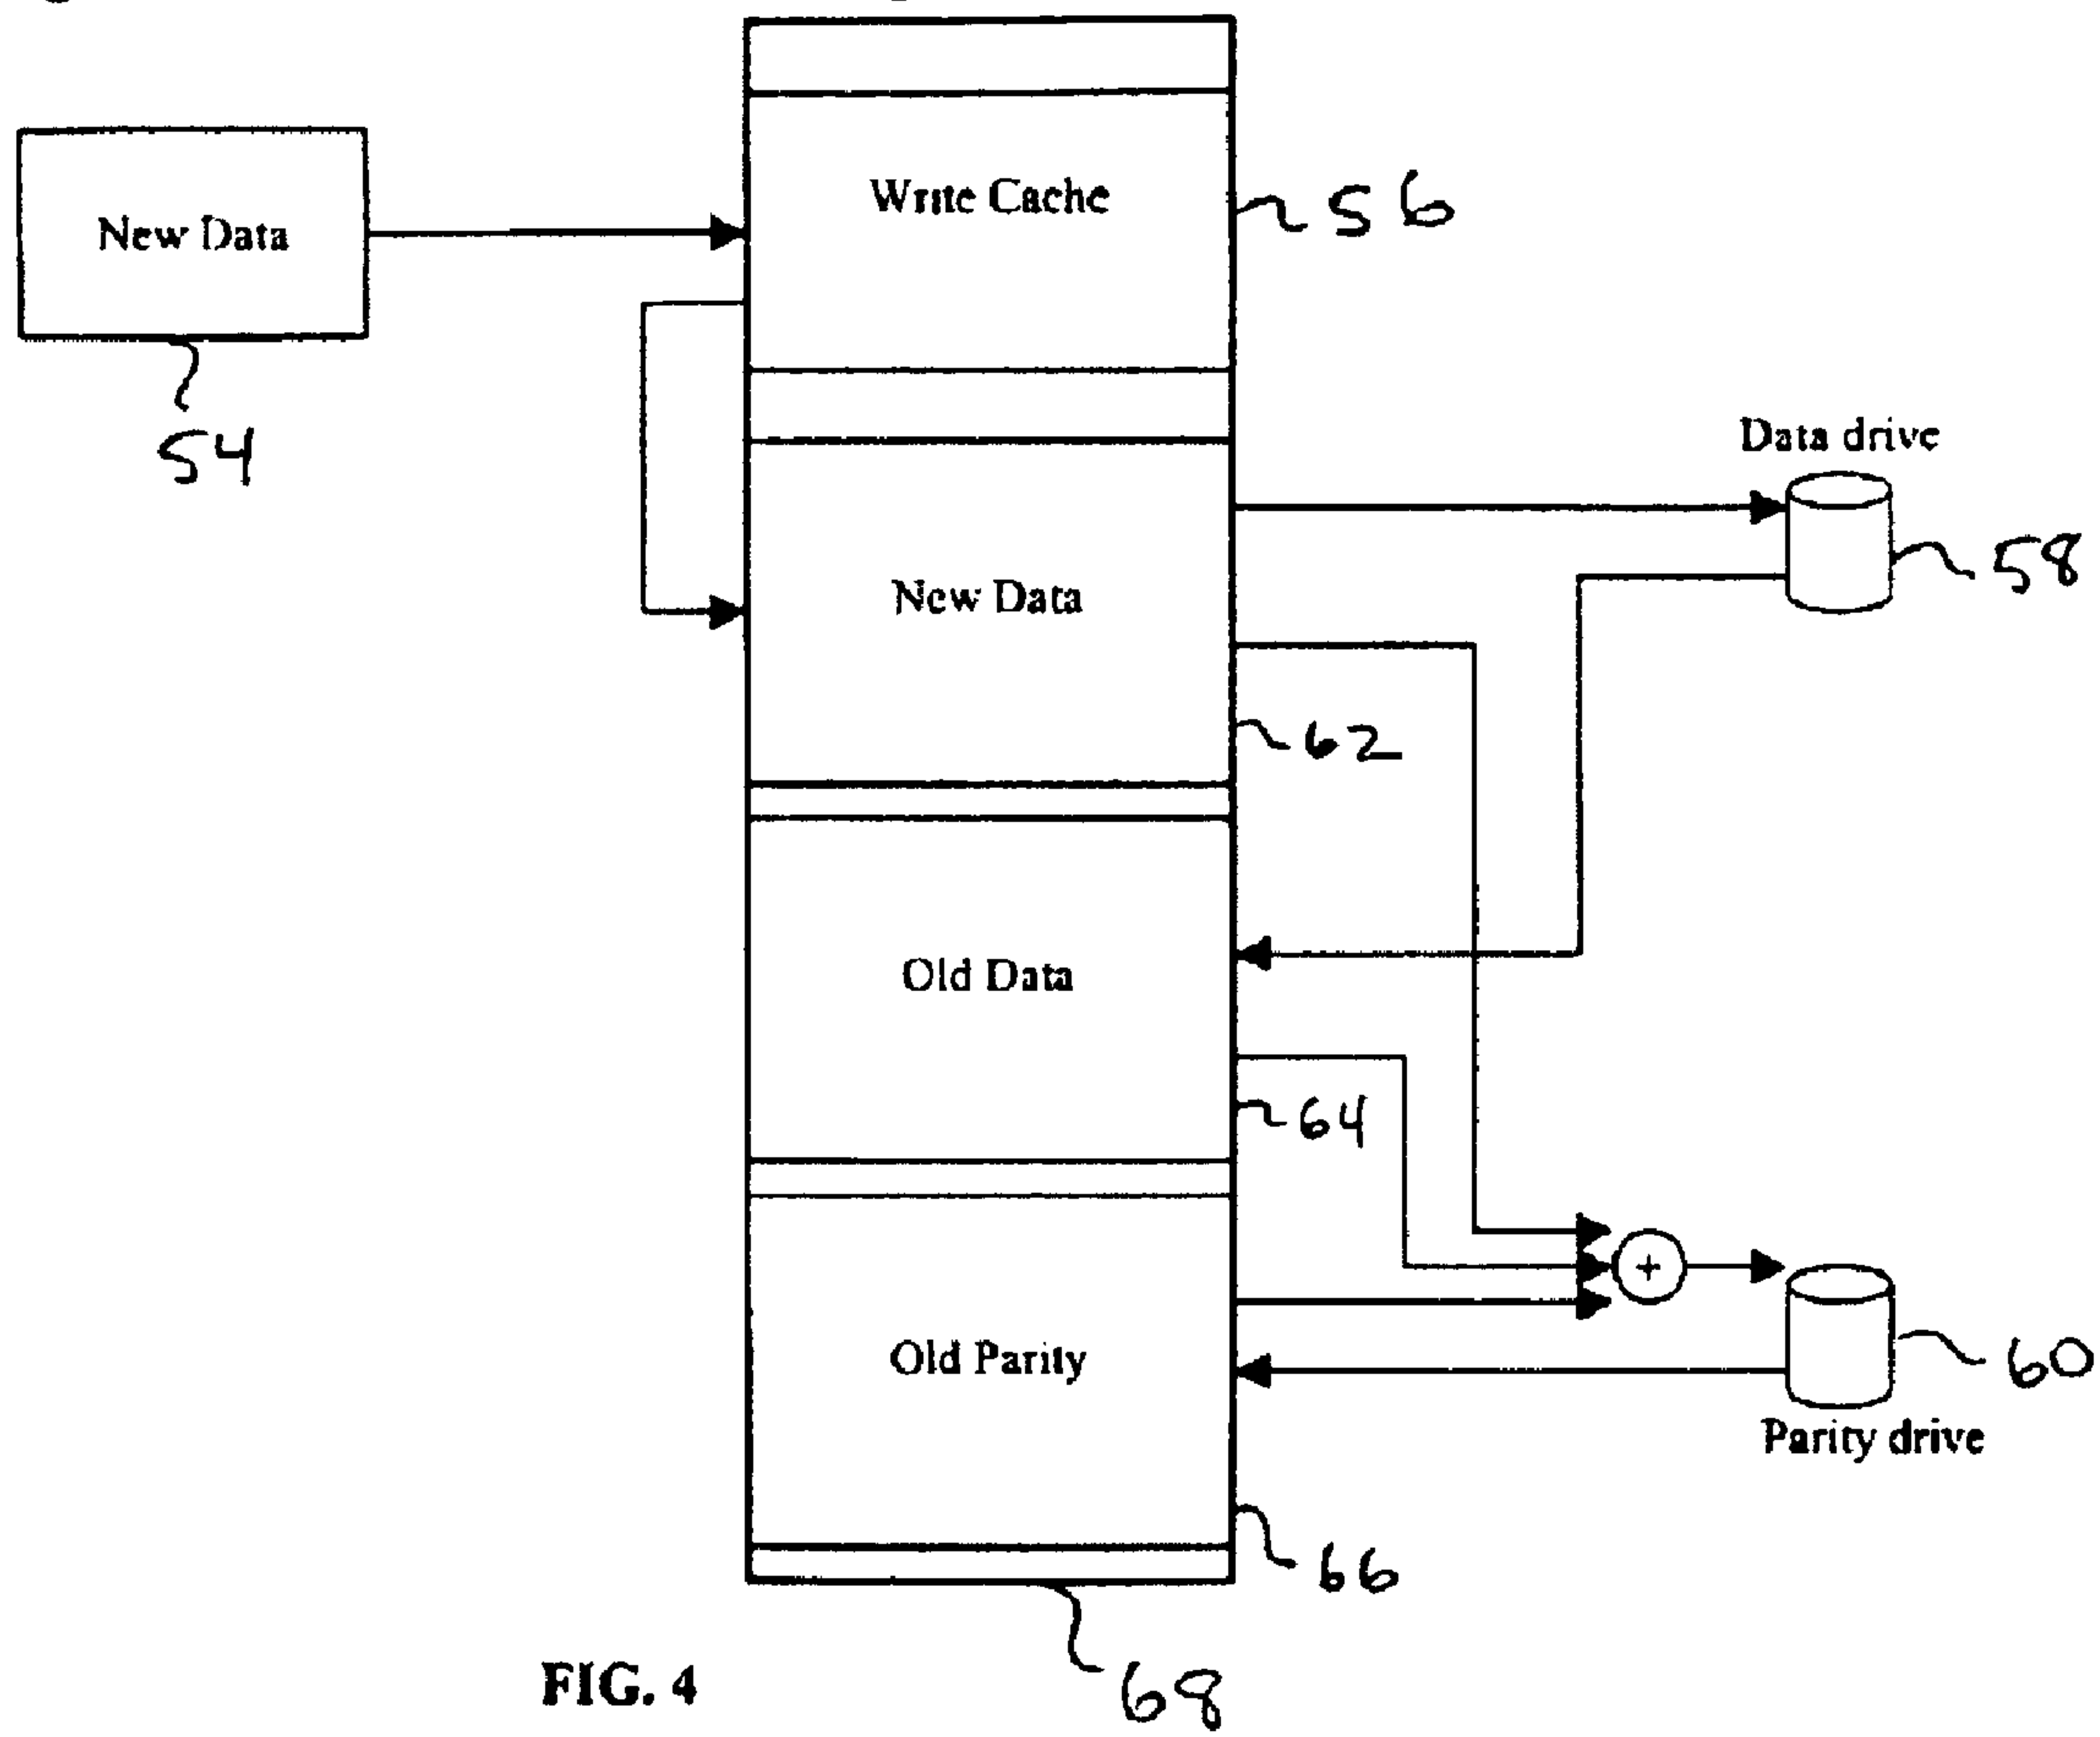 New Data
54
Write Cache
56
Data drive
58
New Data
62
Old Data
64
+
Old Parity
60
Parity drive
66
68
FIG. 4